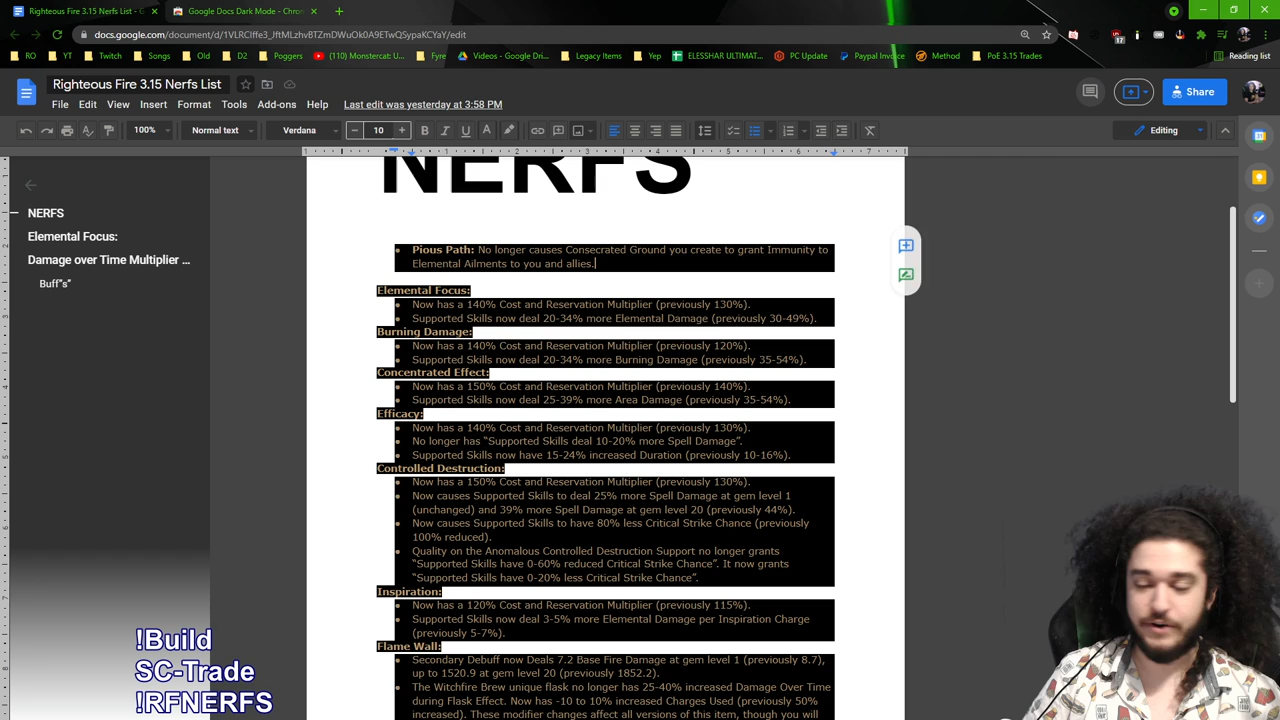 Righteous Fire 3.15 Nerfs List - G
Google Docs Dark Mode - Chron
docs.google.com/document/d/1VLRCIffe3_JftMLzhvBTZmDWuOk0A9ETwQSypaKCYaY/edit
RO
YT
Twitch
Songs
Old
D2
Poggers
(110) Monstercat: U...
Fyre
Videos - Google Dri...
Legacy Items
Yep
ELESSHAR ULTIMAT...
PC Update
Paypal Invoice
Method
PoE 3.15 Trades
Reading list
Righteous Fire 3.15 Nerfs List
File Edit View Insert Format Tools Add-ons Help Last edit was yesterday at 3:58 PM
Share
100% Normal text Verdana 10 Editing
NERFS
Elemental Focus:
Damage over Time Multiplier ...
Buff"s"
NERFS
Pious Path: No longer causes Consecrated Ground you create to grant Immunity to
Elemental Ailments to you and allies.
Elemental Focus:
Now has a 140% Cost and Reservation Multiplier (previously 130%).
Supported Skills now deal 20-34% more Elemental Damage (previously 30-49%).
Burning Damage:
Now has a 140% Cost and Reservation Multiplier (previously 120%).
Supported Skills now deal 20-34% more Burning Damage (previously 35-54%).
Concentrated Effect:
Now has a 150% Cost and Reservation Multiplier (previously 140%).
Supported Skills now deal 25-39% more Area Damage (previously 35-54%).
Efficacy:
Now has a 140% Cost and Reservation Multiplier (previously 130%).
No longer has “Supported Skills deal 10-20% more Spell Damage”.
Supported Skills now have 15-24% increased Duration (previously 10-16%).
Controlled Destruction:
Now has a 150% Cost and Reservation Multiplier (previously 130%).
Now causes Supported Skills to deal 25% more Spell Damage at gem level 1
(unchanged) and 39% more Spell Damage at gem level 20 (previously 44%).
Now causes Supported Skills to have 80% less Critical Strike Chance (previously
100% reduced).
Quality on the Anomalous Controlled Destruction Support no longer grants
“Supported Skills have 0-60% reduced Critical Strike Chance”. It now grants
“Supported Skills have 0-20% less Critical Strike Chance”.
Inspiration:
Now has a 120% Cost and Reservation Multiplier (previously 115%).
Supported Skills now deal 3-5% more Elemental Damage per Inspiration Charge
(previously 5-7%).
Flame Wall:
Secondary Debuff now Deals 7.2 Base Fire Damage at gem level 1 (previously 8.7),
up to 1520.9 at gem level 20 (previously 1852.2).
The Witchfire Brew unique flask no longer has 25-40% increased Damage Over Time
during Flask Effect. Now has -10 to 10% increased Charges Used (previously 50%
increased). These modifier changes affect all versions of this item, though you will
!Build
SC-Trade
!RFNERFS